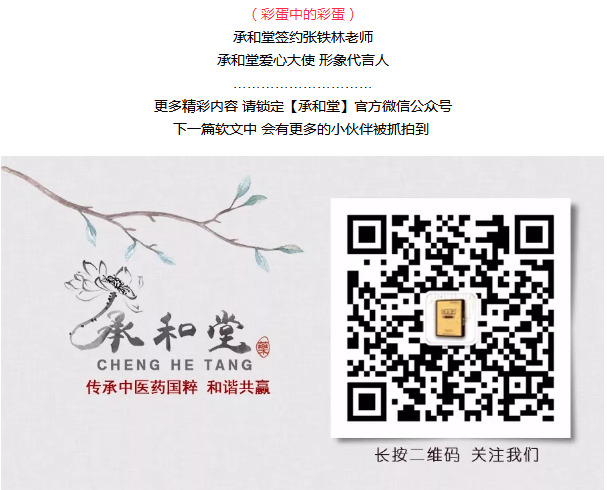 （彩蛋中的彩蛋）
承和堂签约张铁林老师
承和堂爱心大使 形象代言人
…………………………
更多精彩内容 请锁定【承和堂】官方微信公众号
下一篇软文中 会有更多的小伙伴被抓拍到
承和堂
CHENG HE TANG
传承中医药国粹 和谐共赢
长按二维码 关注我们